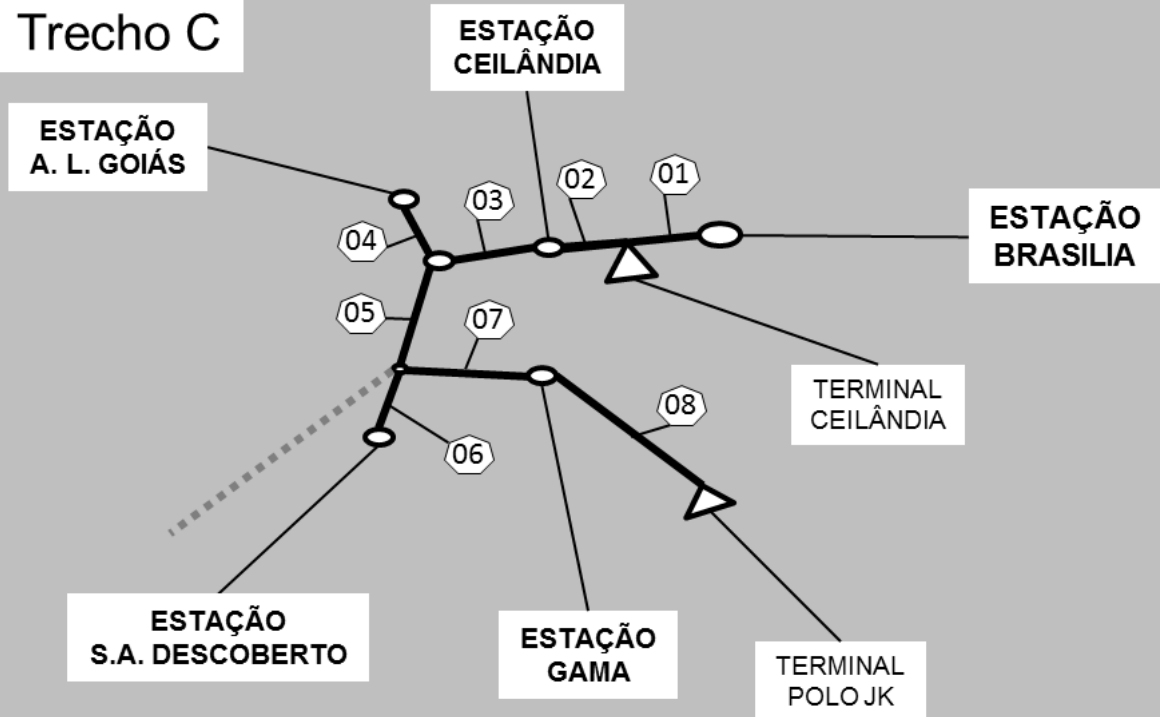 Trecho C
ESTAÇÃO
CEILÂNDIA
ESTAÇÃO
A. L. GOIÁS
01
02
03
04
ESTAÇÃO
BRASILIA
05
07
TERMINAL
CEILÂNDIA
08
06
ESTAÇÃO
S.A. DESCOBERTO
ESTAÇÃO
GAMA
TERMINAL
POLO JK